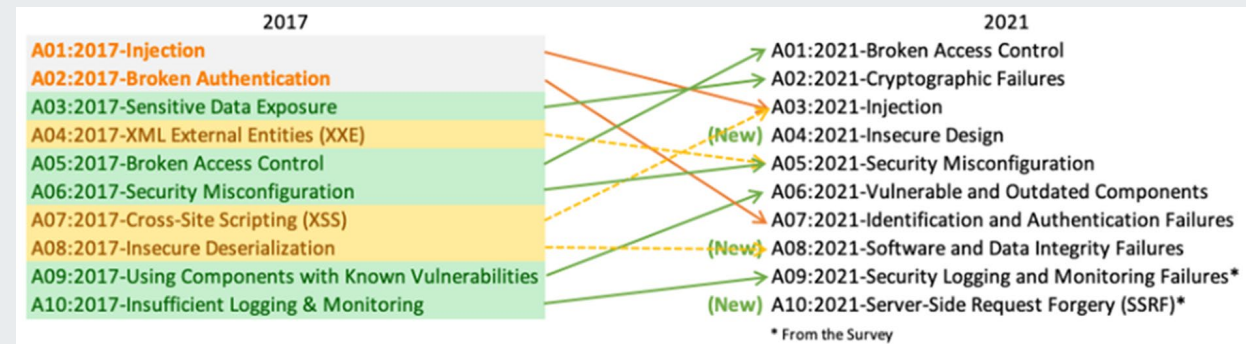 2017
A01:2017-Injection
A02:2017-Broken Authentication
A03:2017-Sensitive Data Exposure
A04:2017-XML External Entities (XXE)
A05:2017-Broken Access Control
A06:2017-Security Misconfiguration
A07:2017-Cross-Site Scripting (XSS)
A08:2017-Insecure Deserialization
A09:2017-Using Components with Known Vulnerabilities
A10:2017-Insufficient Logging & Monitoring
2021
A01:2021-Broken Access Control
A02:2021-Cryptographic Failures
A03:2021-Injection
(New) A04:2021-Insecure Design
A05:2021-Security Misconfiguration
A06:2021-Vulnerable and Outdated Components
A07:2021-Identification and Authentication Failures
(New) A08:2021-Software and Data Integrity Failures
A09:2021-Security Logging and Monitoring Failures*
(New) A10:2021-Server-Side Request Forgery (SSRF)*
* From the Survey